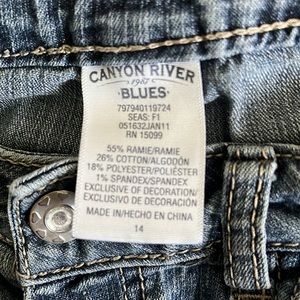 CANYON RIVER
1987
BLUES
797940119724
SEAS: F1
051632JAN11
RN 15099
55% RAMIE/RAMIE
26% COTTON/ALGODÓN
18% POLYESTER/POLIÉSTER
1% SPANDEX/SPANDEX
EXCLUSIVE OF DECORATION/
EXCLUSIVO DE DECORACIÓN
MADE IN/HECHO EN CHINA
14